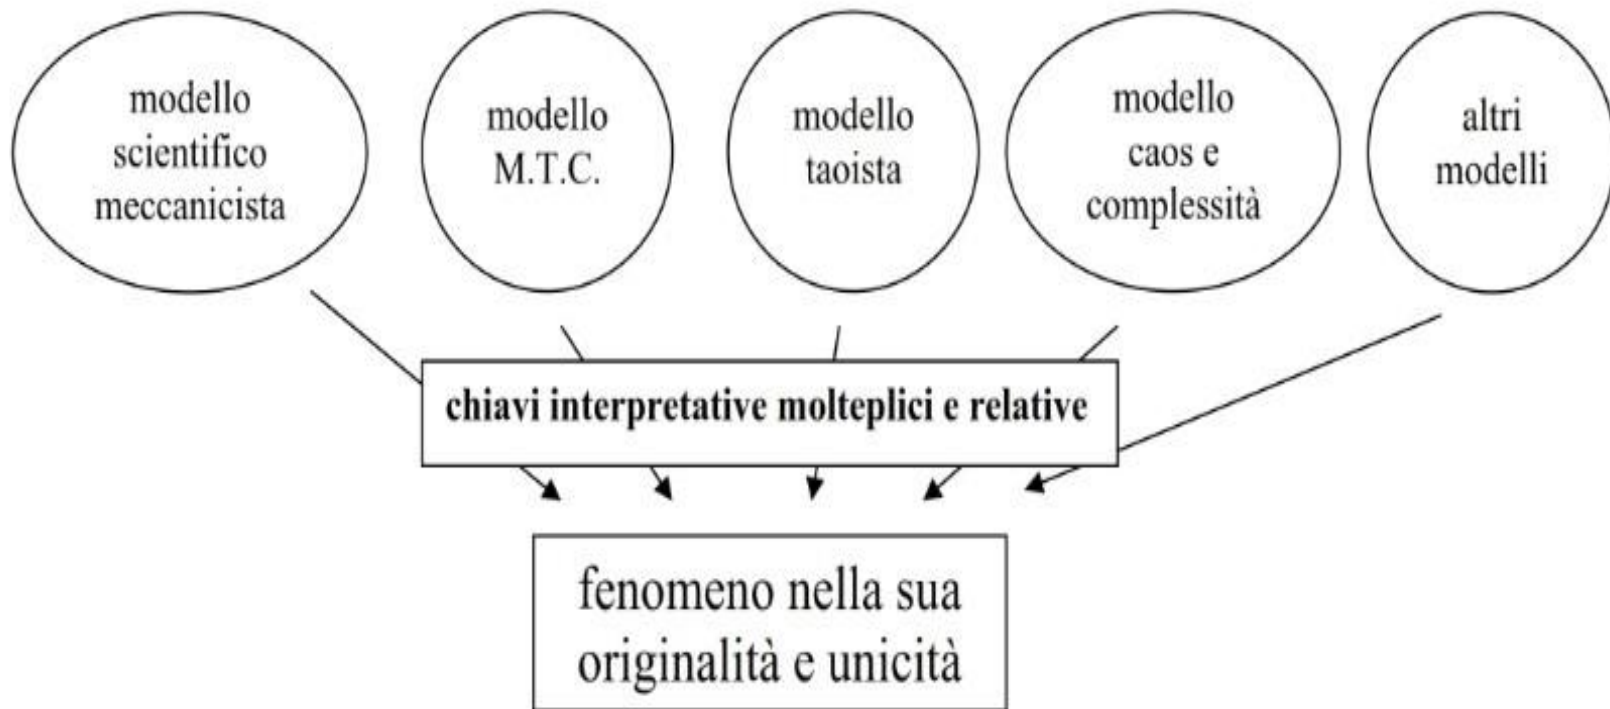 modello
scientifico
meccanicista
modello
M.T.C.
modello
taoista
modello
caos e
complessità
altri
modelli
chiavi interpretative molteplici e relative
fenomeno nella sua
originalità e unicità